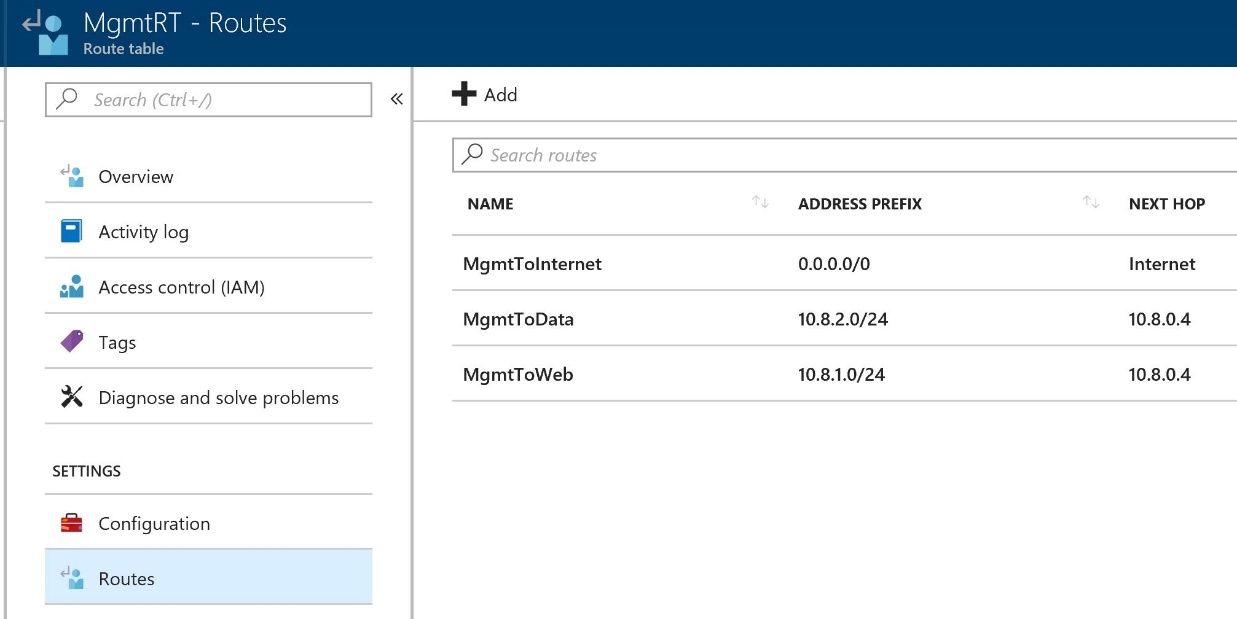 MgmtRT - Routes
Route table
Search (Ctrl+/)
«
Overview
Activity log
Access control (IAM)
Tags
Diagnose and solve problems
SETTINGS
Configuration
Routes
Add
Search routes
NAME ADDRESS PREFIX NEXT HOP
MgmtToInternet 0.0.0.0/0 Internet
MgmtToData 10.8.2.0/24 10.8.0.4
MgmtToWeb 10.8.1.0/24 10.8.0.4